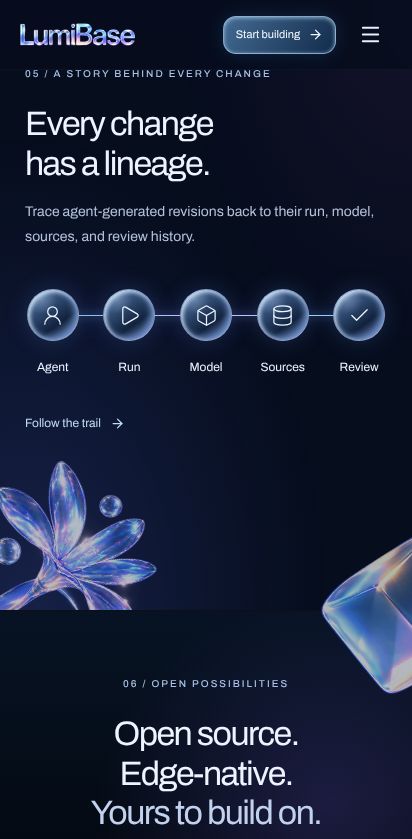 LumiBase
Start building
05 / A STORY BEHIND EVERY CHANGE
Every change
has a lineage.
Trace agent-generated revisions back to their run, model,
sources, and review history.
Agent Run Model Sources Review
Follow the trail
06 / OPEN POSSIBILITIES
Open source.
Edge-native.
Yours to build on.